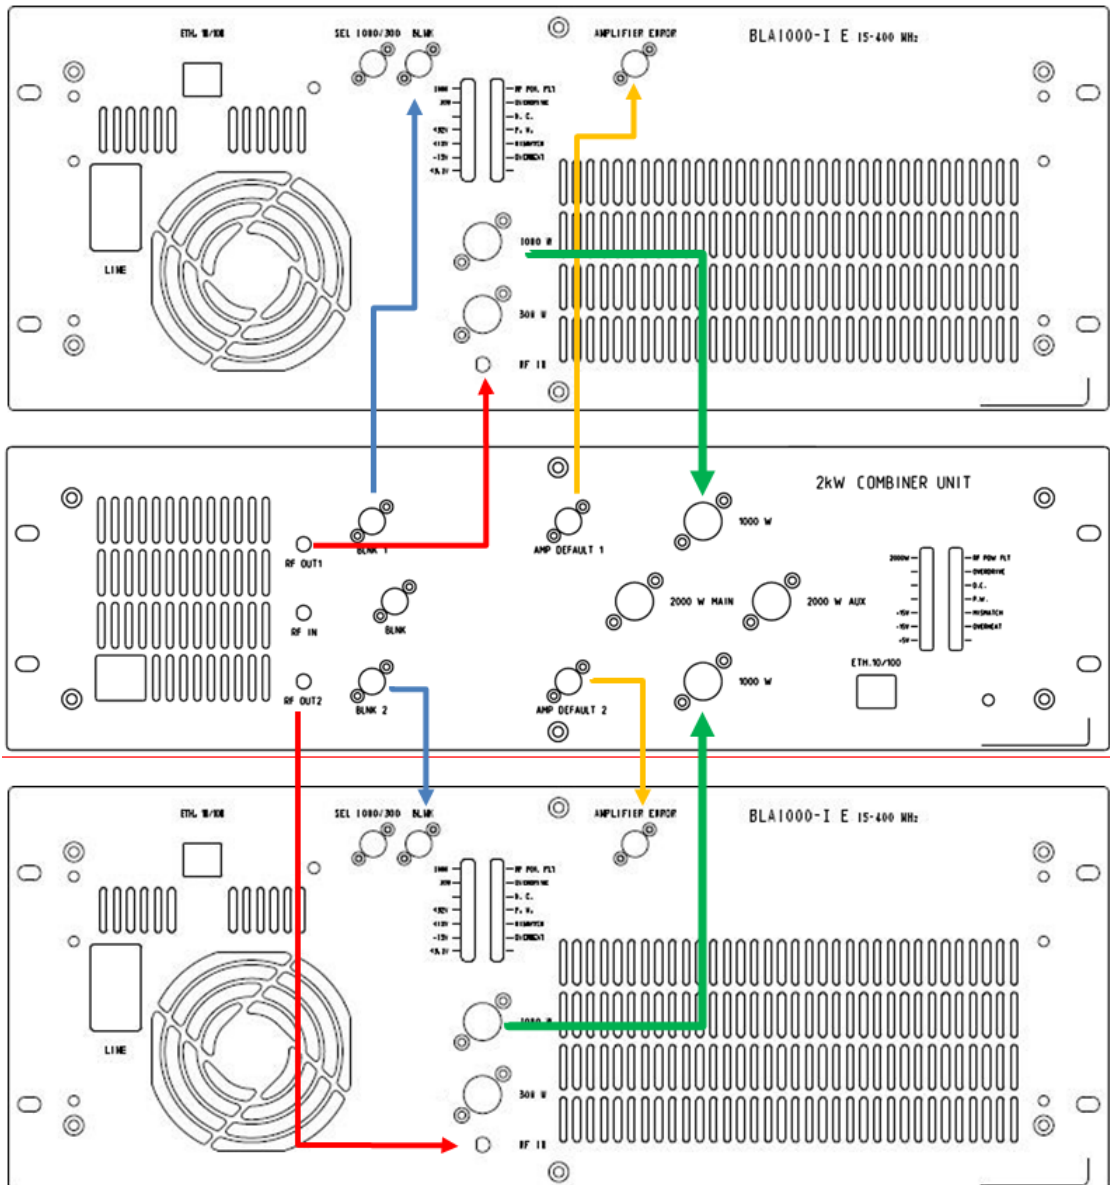 ETH. 10/100
SEL 1000/300 BLNK
AMPLIFIER ERROR
BLA1000-I E 15-400 MHz
RF POW. FLT
OVERDRIVE
D. C.
P. W.
MISMATCH
OVERHEAT
LINE
1000 W
300 W
RF IN
2kW COMBINER UNIT
BLNK 1
AMP DEFAULT 1
1000 W
RF OUT1
2000W
RF POW FLT
OVERDRIVE
D.C.
P.W.
+15V
MISMATCH
-15V
OVERHEAT
+5V
2000 W MAIN
2000 W AUX
RF IN
BLNK
ETH.10/100
RF OUT2
BLNK 2
AMP DEFAULT 2
1000 W
ETH. 10/100
SEL 1000/300 BLNK
AMPLIFIER ERROR
BLA1000-I E 15-400 MHz
RF POW. FLT
OVERDRIVE
D. C.
P. W.
MISMATCH
OVERHEAT
LINE
1000 W
300 W
RF IN